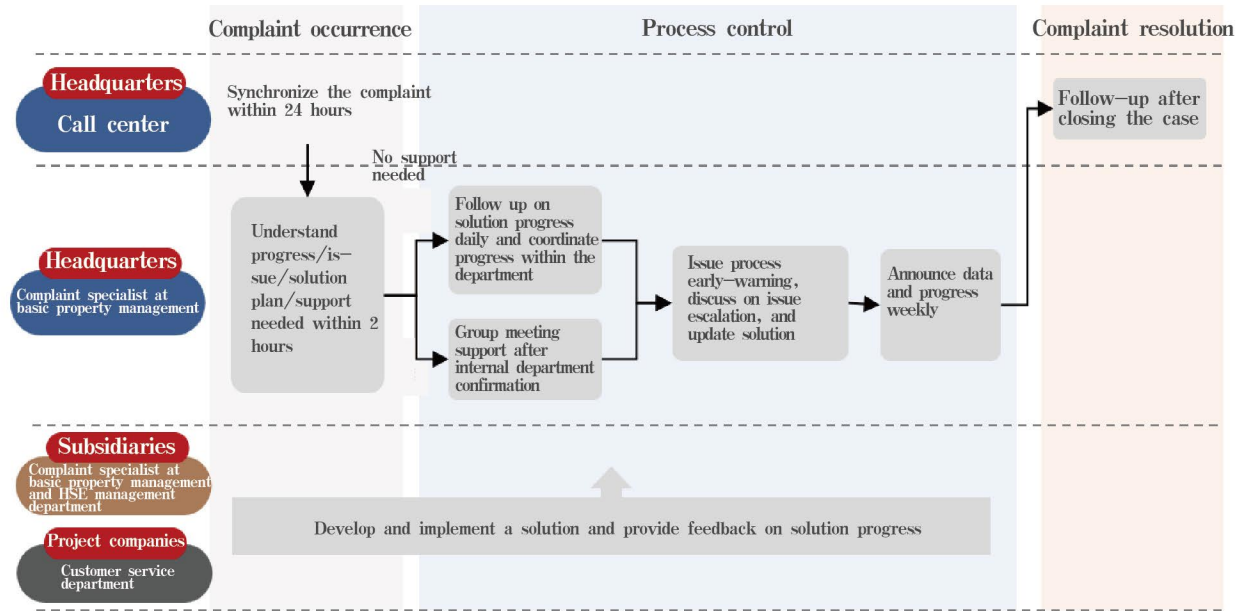 Complaint occurrence
Process control
Complaint resolution
Headquarters
Call center
Synchronize the complaint
within 24 hours
Follow-up after
closing the case
No support
needed
Headquarters
Complaint specialist at
basic property management
Understand
progress/is-
sue/solution
plan/support
needed within 2
hours
Follow up on
solution progress
daily and coordinate
progress within the
department
Group meeting
support after
internal department
confirmation
Issue process
early-warning,
discuss on issue
escalation, and
update solution
Announce data
and progress
weekly
Subsidiaries
Complaint specialist at
basic property management
and HSE management
department
Develop and implement a solution and provide feedback on solution progress
Project companies
Customer service
department